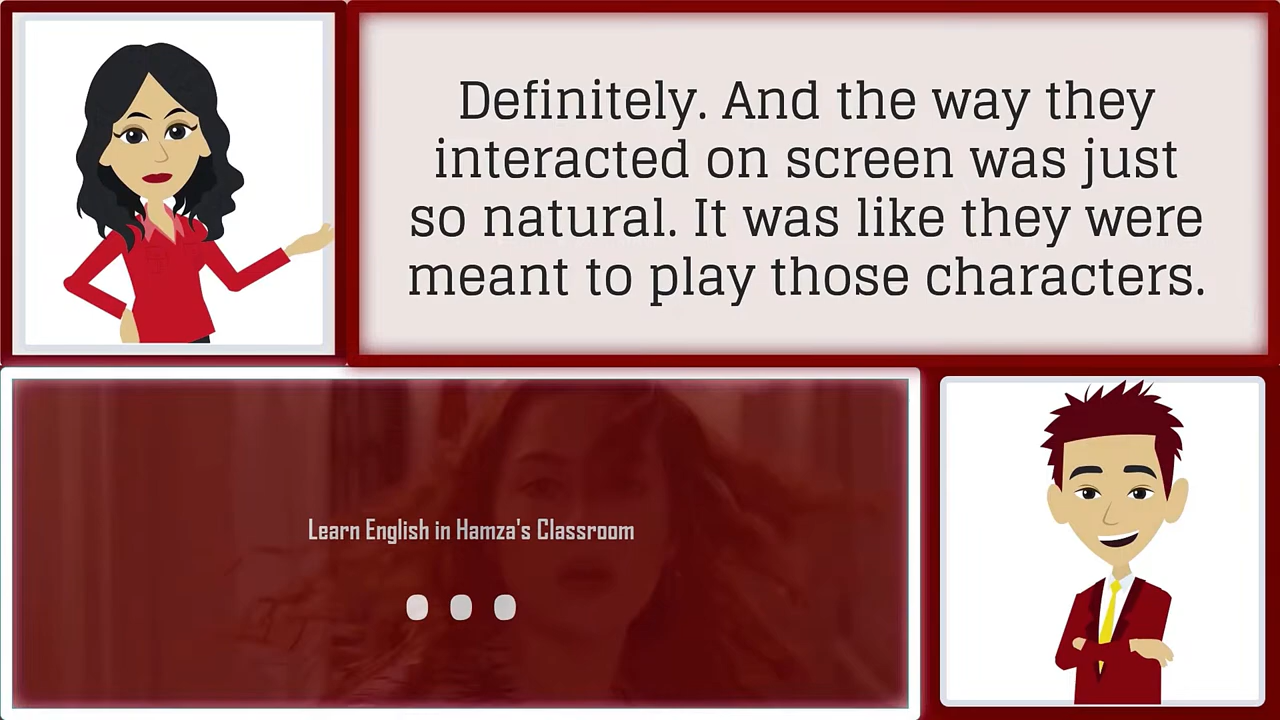 Definitely. And the way they
interacted on screen was just
so natural. It was like they were
meant to play those characters.
Learn English in Hamza's Classroom